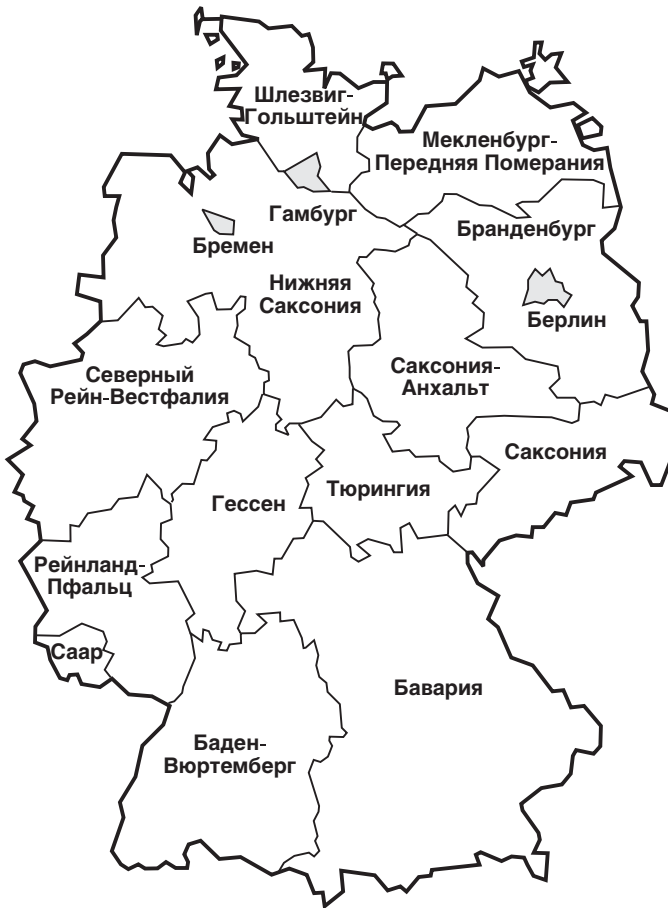 Шлезвиг-
Гольштейн
Мекленбург-
Передняя Померания
Гамбург
Бремен
Бранденбург
Нижняя
Саксония
Берлин
Северный
Рейн-Вестфалия
Саксония-
Анхальт
Саксония
Тюрингия
Гессен
Рейнланд-
Пфальц
Саар
Бавария
Баден-
Вюртемберг